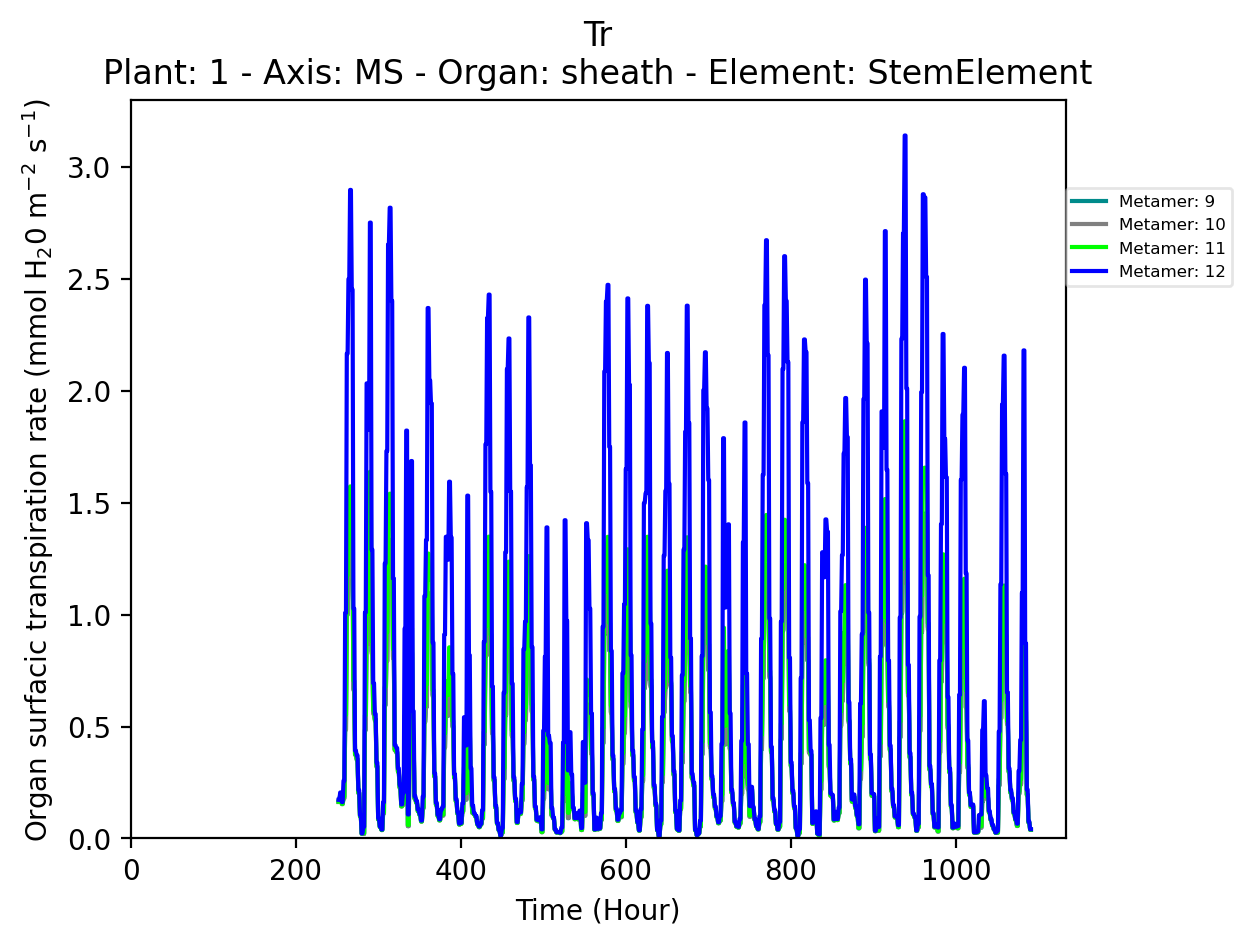 Tr
Plant: 1 - Axis: MS - Organ: sheath - Element: StemElement
Organ surfacic transpiration rate (mmol H₂0 m⁻² s⁻¹)
3.0
2.5
2.0
1.5
1.0
0.5
0.0
0 200 400 600 800 1000
Time (Hour)
Metamer: 9
Metamer: 10
Metamer: 11
Metamer: 12